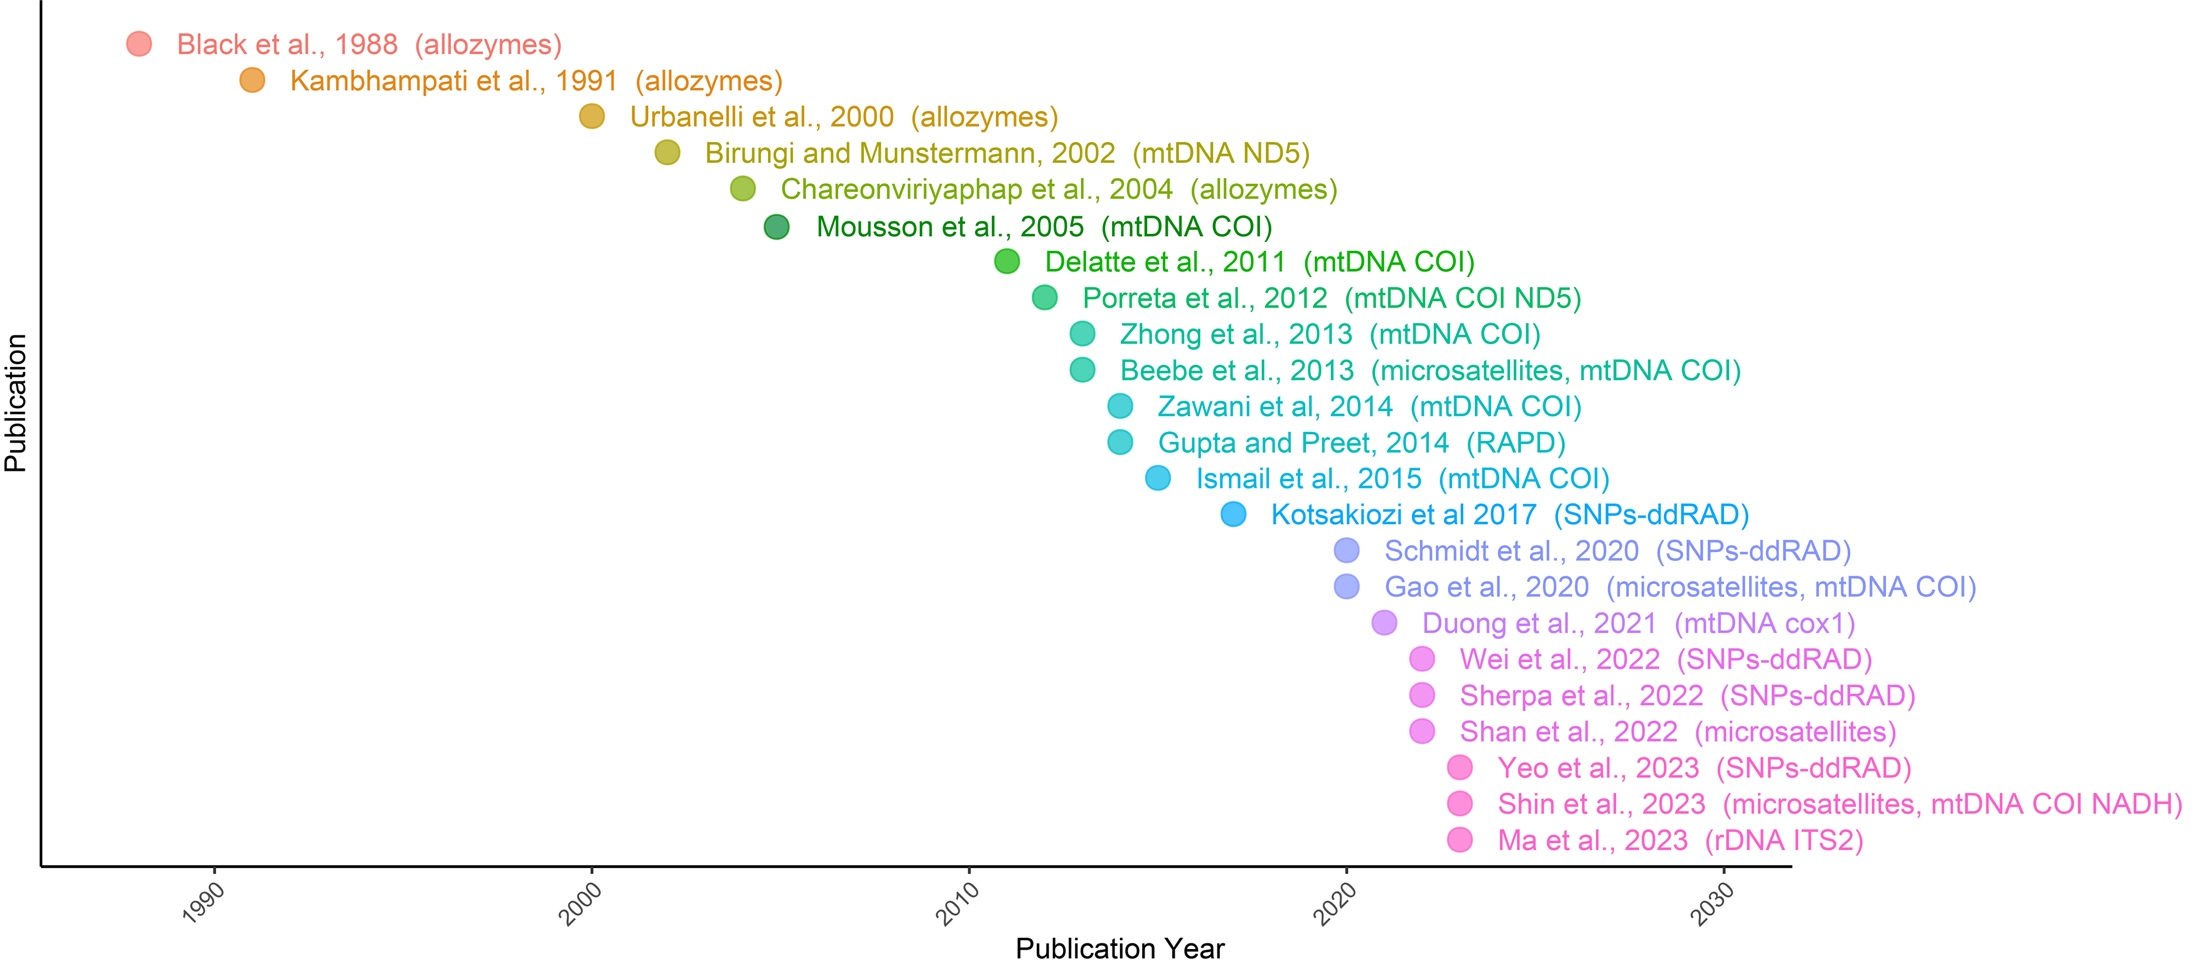 Black et al., 1988 (allozymes)
Kambhampati et al., 1991 (allozymes)
Urbanelli et al., 2000 (allozymes)
Birungi and Munstermann, 2002 (mtDNA ND5)
Chareonviriyaphap et al., 2004 (allozymes)
Mousson et al., 2005 (mtDNA COI)
Delatte et al., 2011 (mtDNA COI)
Porreta et al., 2012 (mtDNA COI ND5)
Zhong et al., 2013 (mtDNA COI)
Beebe et al., 2013 (microsatellites, mtDNA COI)
Zawani et al, 2014 (mtDNA COI)
Gupta and Preet, 2014 (RAPD)
Ismail et al., 2015 (mtDNA COI)
Kotsakiozi et al 2017 (SNPs-ddRAD)
Schmidt et al., 2020 (SNPs-ddRAD)
Gao et al., 2020 (microsatellites, mtDNA COI)
Duong et al., 2021 (mtDNA cox1)
Wei et al., 2022 (SNPs-ddRAD)
Sherpa et al., 2022 (SNPs-ddRAD)
Shan et al., 2022 (microsatellites)
Yeo et al., 2023 (SNPs-ddRAD)
Shin et al., 2023 (microsatellites, mtDNA COI NADH)
Ma et al., 2023 (rDNA ITS2)
Publication
1990 2000 2010 2020 2030
Publication Year